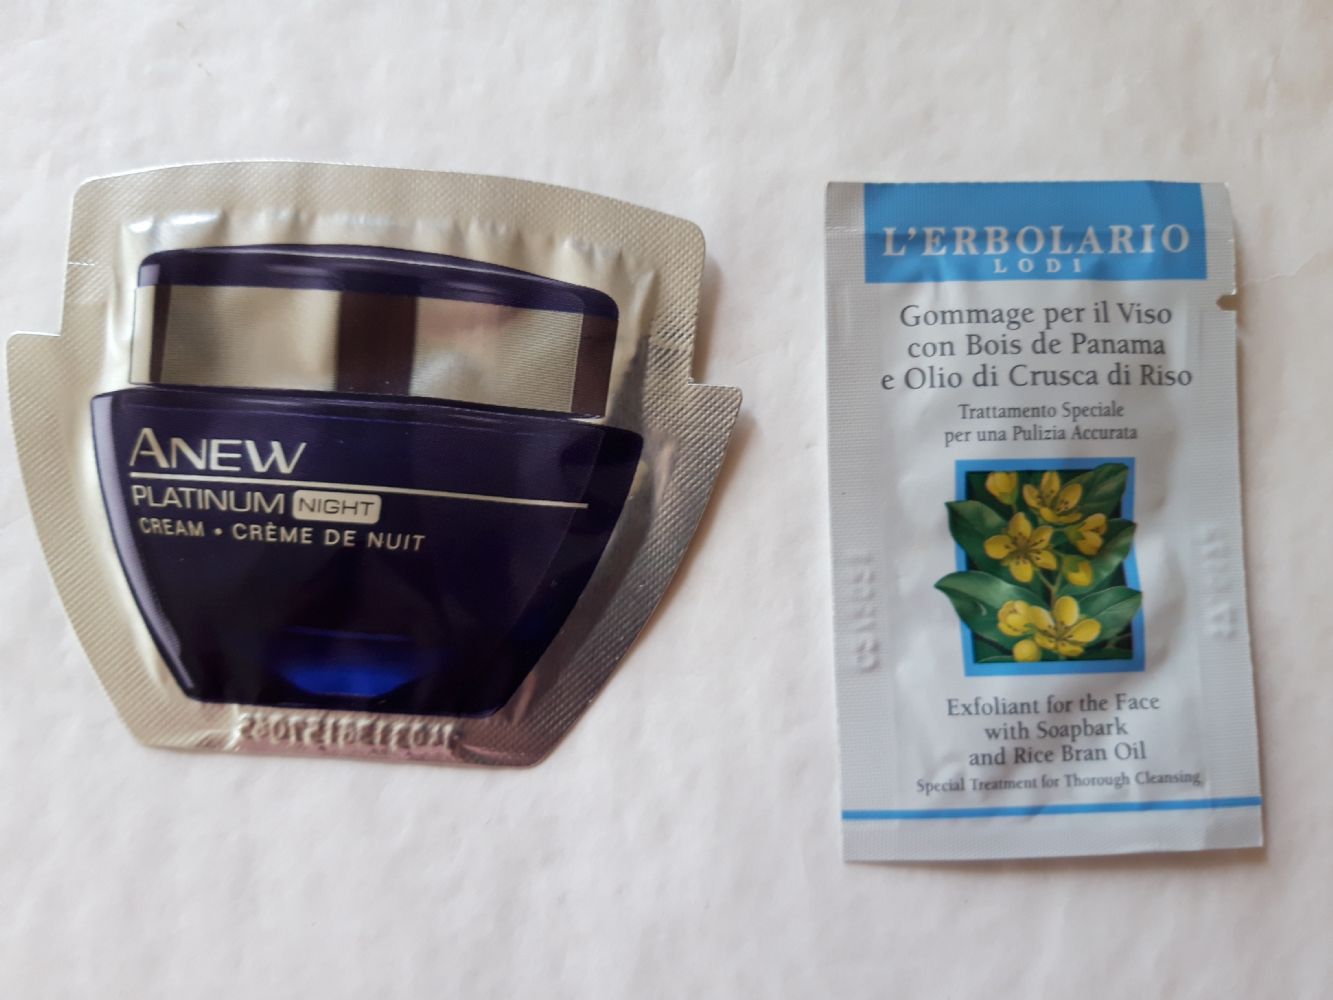 ANEW
PLATINUM NIGHT
CREAM • CRÈME DE NUIT
L'ERBOLARIO
LODI
Gommage per il Viso
con Bois de Panama
e Olio di Crusca di Riso
Trattamento Speciale
per una Pulizia Accurata
Exfoliant for the Face
with Soapbark
and Rice Bran Oil
Special Treatment for Thorough Cleansing